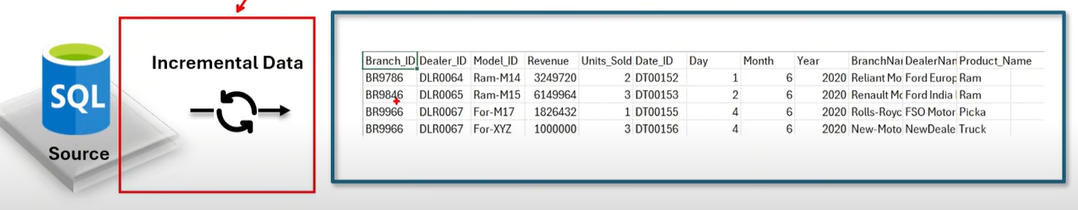 SQL
Source
Incremental Data
Branch_ID Dealer_ID Model_ID Revenue Units_Sold Date_ID Day Month Year BranchNai DealerNan Product_Name
BR9786 DLR0064 Ram-M14 3249720 2 DT00152 1 6 2020 Reliant Mo Ford Europ Ram
BR9846 DLR0065 Ram-M15 6149964 3 DT00153 2 6 2020 Renault Mc Ford India Ram
BR9966 DLR0067 For-M17 1826432 1 DT00155 4 6 2020 Rolls-Royc FSO Motor Picka
BR9966 DLR0067 For-XYZ 1000000 3 DT00156 4 6 2020 New-Moto NewDeale Truck